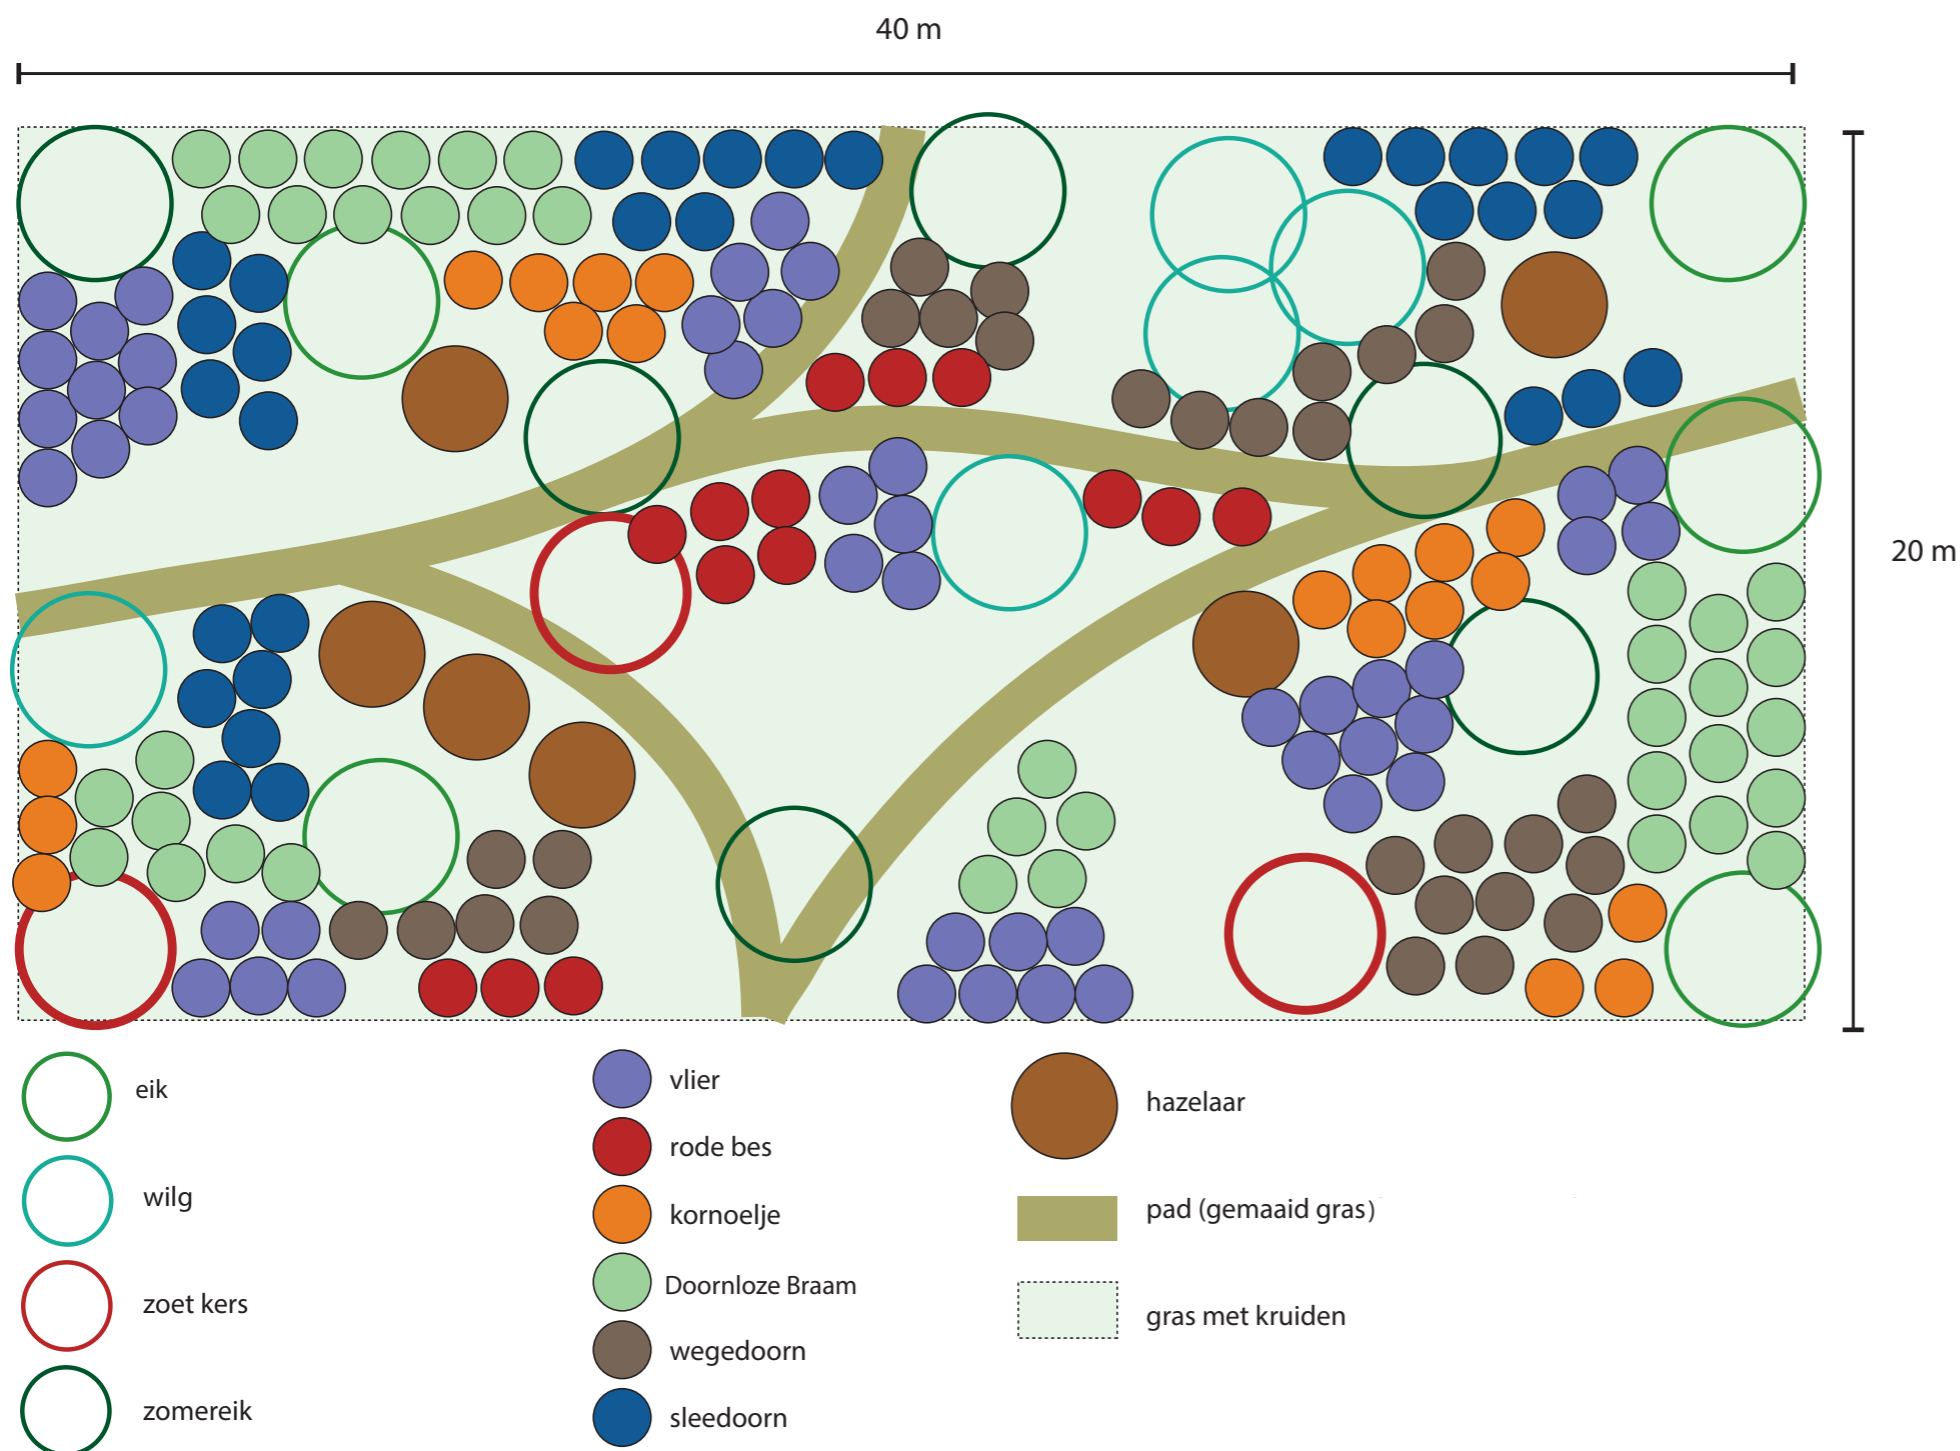 40 m
20 m
eik
wilg
zoet kers
zomereik
vlier
rode bes
kornoelje
Doornloze Braam
wegedoorn
sleedoorn
hazelaar
pad (gemaaid gras)
gras met kruiden